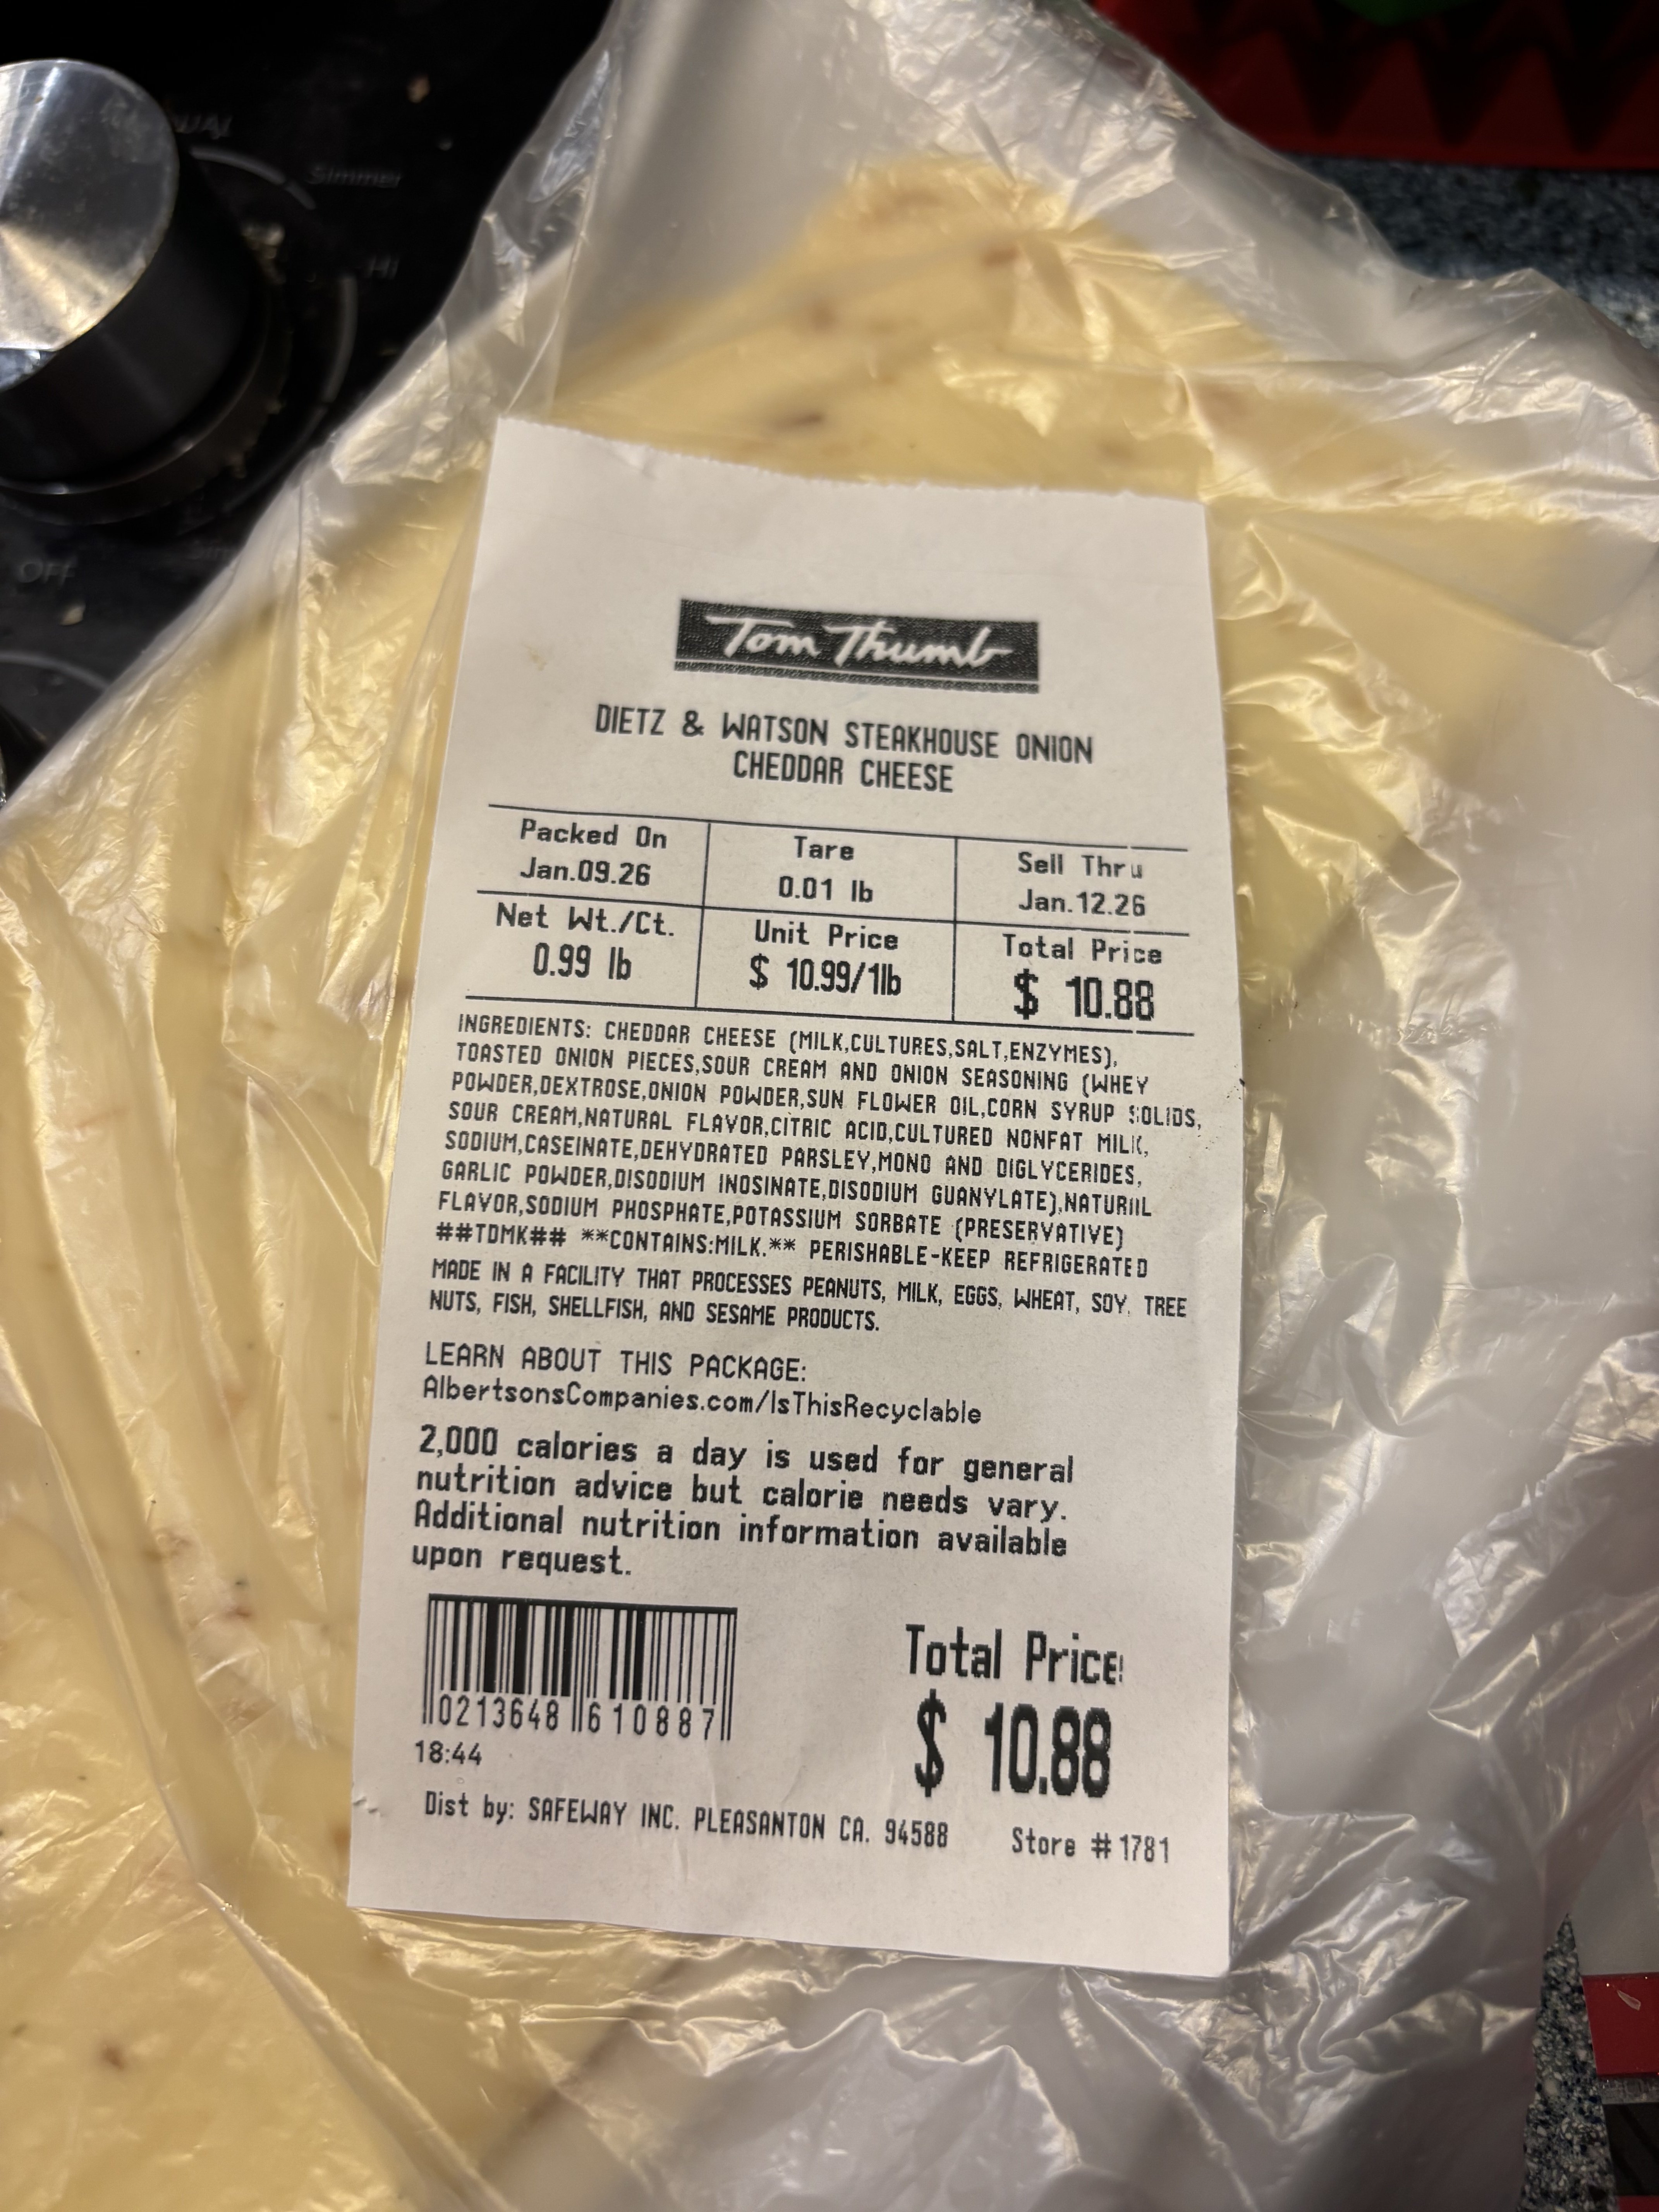 Simmer
Hi
OFF
Tom Thumb
DIETZ & WATSON STEAKHOUSE ONION
CHEDDAR CHEESE
Packed On
Jan.09.26
Tare
0.01 lb
Sell Thru
Jan.12.26
Net Wt./Ct.
0.99 lb
Unit Price
$ 10.99/1lb
Total Price
$ 10.88
INGREDIENTS: CHEDDAR CHEESE (MILK,CULTURES,SALT,ENZYMES),
TOASTED ONION PIECES,SOUR CREAM AND ONION SEASONING (WHEY
POWDER,DEXTROSE,ONION POWDER,SUN FLOWER OIL,CORN SYRUP SOLIDS,
SOUR CREAM,NATURAL FLAVOR,CITRIC ACID,CULTURED NONFAT MILK,
SODIUM,CASEINATE,DEHYDRATED PARSLEY,MONO AND DIGLYCERIDES,
GARLIC POWDER,DISODIUM INOSINATE,DISODIUM GUANYLATE),NATURAL
FLAVOR,SODIUM PHOSPHATE,POTASSIUM SORBATE (PRESERVATIVE)
##TDMK## **CONTAINS:MILK.** PERISHABLE-KEEP REFRIGERATED
MADE IN A FACILITY THAT PROCESSES PEANUTS, MILK, EGGS, WHEAT, SOY, TREE
NUTS, FISH, SHELLFISH, AND SESAME PRODUCTS.
LEARN ABOUT THIS PACKAGE:
AlbertsonsCompanies.com/IsThisRecyclable
2,000 calories a day is used for general
nutrition advice but calorie needs vary.
Additional nutrition information available
upon request.
0213648 610887
18:44
Total Price
$ 10.88
Dist by: SAFEWAY INC. PLEASANTON CA. 94588
Store #1781